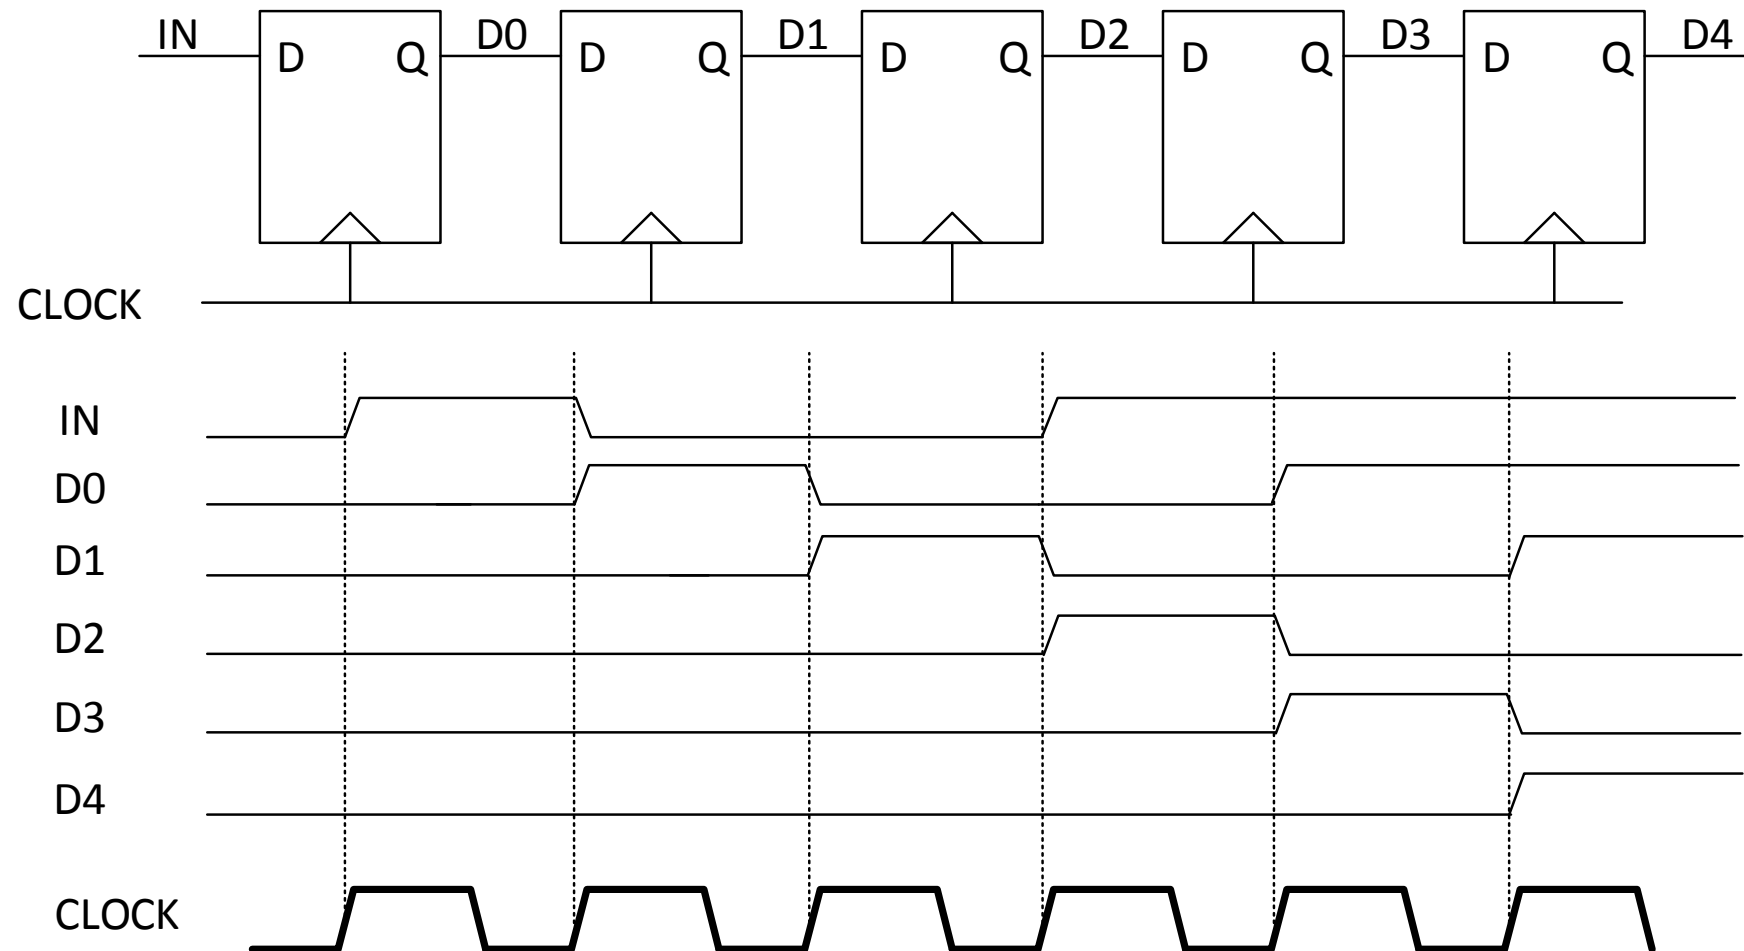 IN D0 D1 D2 D3 D4
D Q D Q D Q D Q D Q
CLOCK
IN
D0
D1
D2
D3
D4
CLOCK